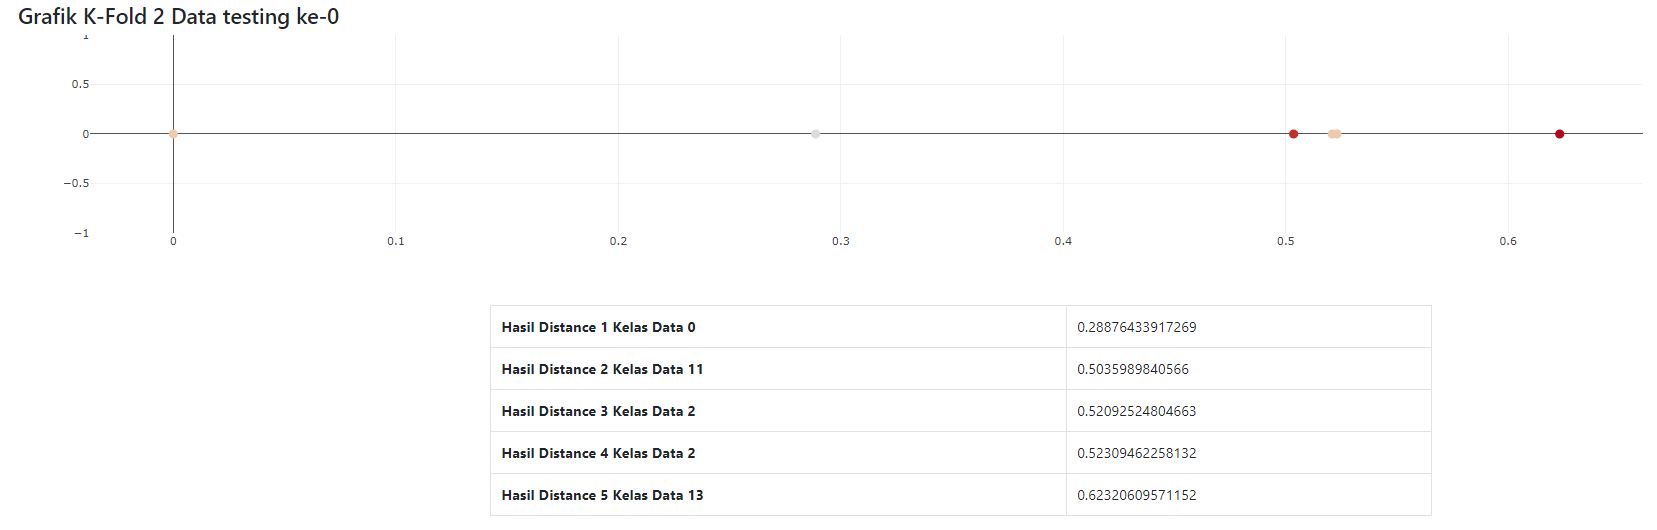 Grafik K-Fold 2 Data testing ke-0
1
0.5
0
−0.5
−1
0 0.1 0.2 0.3 0.4 0.5 0.6
Hasil Distance 1 Kelas Data 0 0.28876433917269
Hasil Distance 2 Kelas Data 11 0.5035989840566
Hasil Distance 3 Kelas Data 2 0.52092524804663
Hasil Distance 4 Kelas Data 2 0.52309462258132
Hasil Distance 5 Kelas Data 13 0.62320609571152